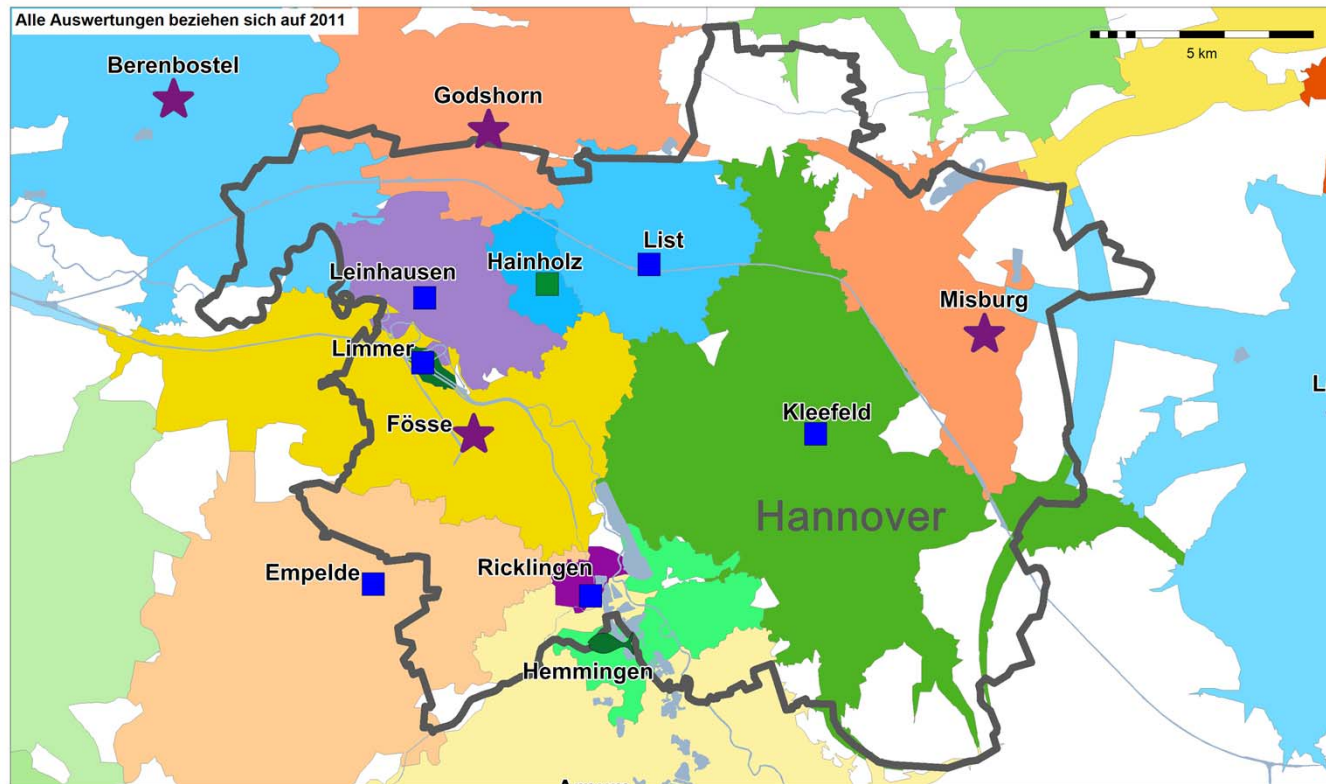 Alle Auswertungen beziehen sich auf 2011
5 km
Berenbostel
Godshorn
List
Hainholz
Leinhausen
Misburg
Limmer
L
Kleefeld
Fösse
Hannover
Ricklingen
Empelde
Hemmingen